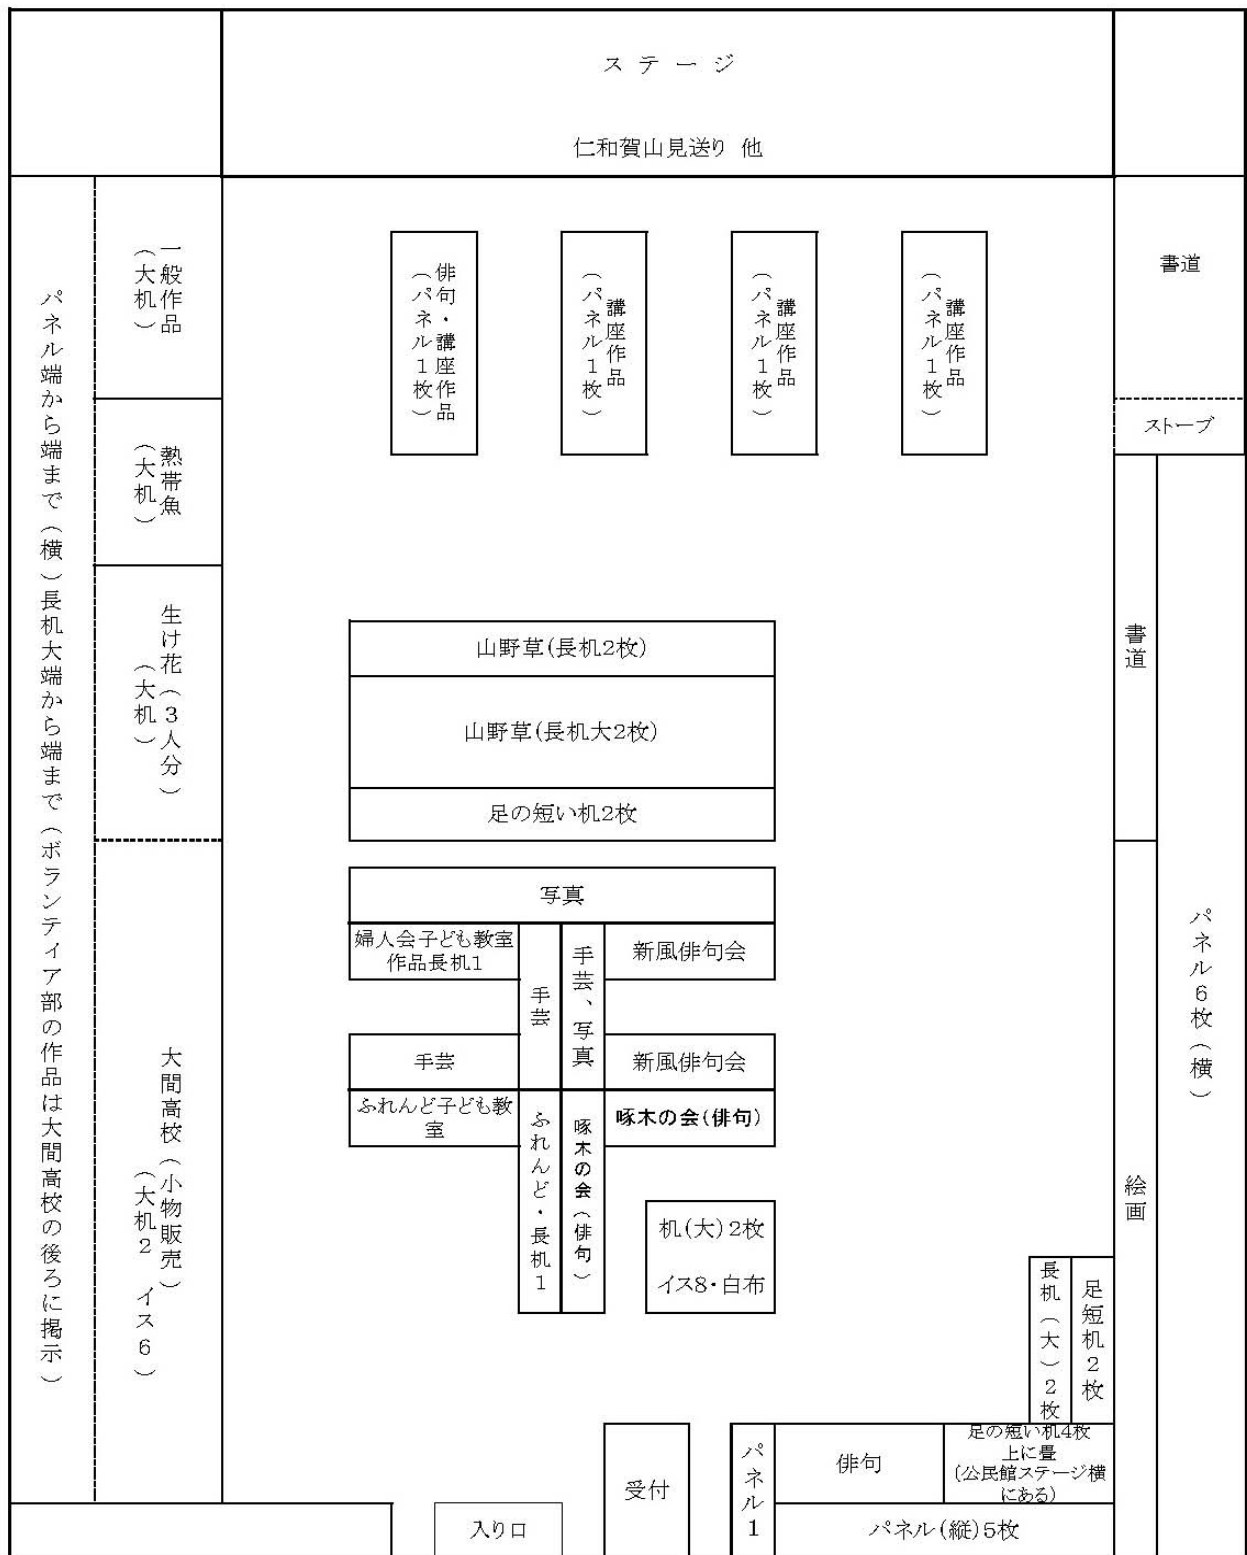 ステージ
仁和賀山見送り 他
パネル端から端まで(横)長机大端から端まで(ボランティア部の作品は大間高校の後ろに掲示)
一般作品
(大机)
熱帯魚
(大机)
生け花(3人分)
(大机)
大間高校(小物販売)
(大机2 イス6)
俳句・講座作品
(パネル1枚)
講座作品
(パネル1枚)
講座作品
(パネル1枚)
講座作品
(パネル1枚)
書道
ストーブ
書道
パネル6枚(横)
絵画
山野草(長机2枚)
山野草(長机大2枚)
足の短い机2枚
写真
婦人会子ども教室
作品長机1
手芸
手芸、写真
新風俳句会
手芸
新風俳句会
ふれんど子ども教
室
ふれんど・長机1
啄木の会(俳句)
啄木の会(俳句)
机(大)2枚
イス8・白布
長机(大)2枚
足短机2枚
受付
パネル1
俳句
足の短い机4枚
上に畳
(公民館ステージ横
にある)
入り口
パネル(縦)5枚